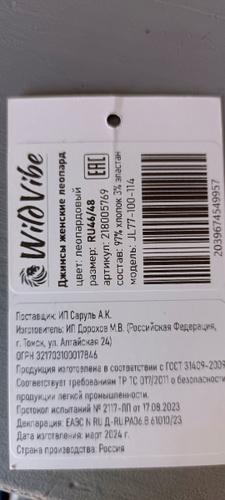 WildVibe
Джинсы женские леопард
цвет: леопардовый
размер: RU46/48
артикул: 218005769
состав: 97% хлопок 3% эластан
модель: JL77-100-114
EAC
2039674549957
Поставщик: ИП Саруль А.К.
Изготовитель: ИП Дорохов М.В. (Российская Федерация,
г. Томск, ул. Алтайская 24)
ОГРН 321703100017846
Продукция изготовлена в соответствии с ГОСТ 31409-2009
Соответствует требованиям ТР ТС 017/2011 о безопасности
продукции легкой промышленности.
Протокол испытаний № 2117-ЛП от 17.08.2023
Декларация: ЕАЭС N RU Д-RU.РА06.В.61010/23
Дата изготовления: март 2024 г.
Страна производства: Россия